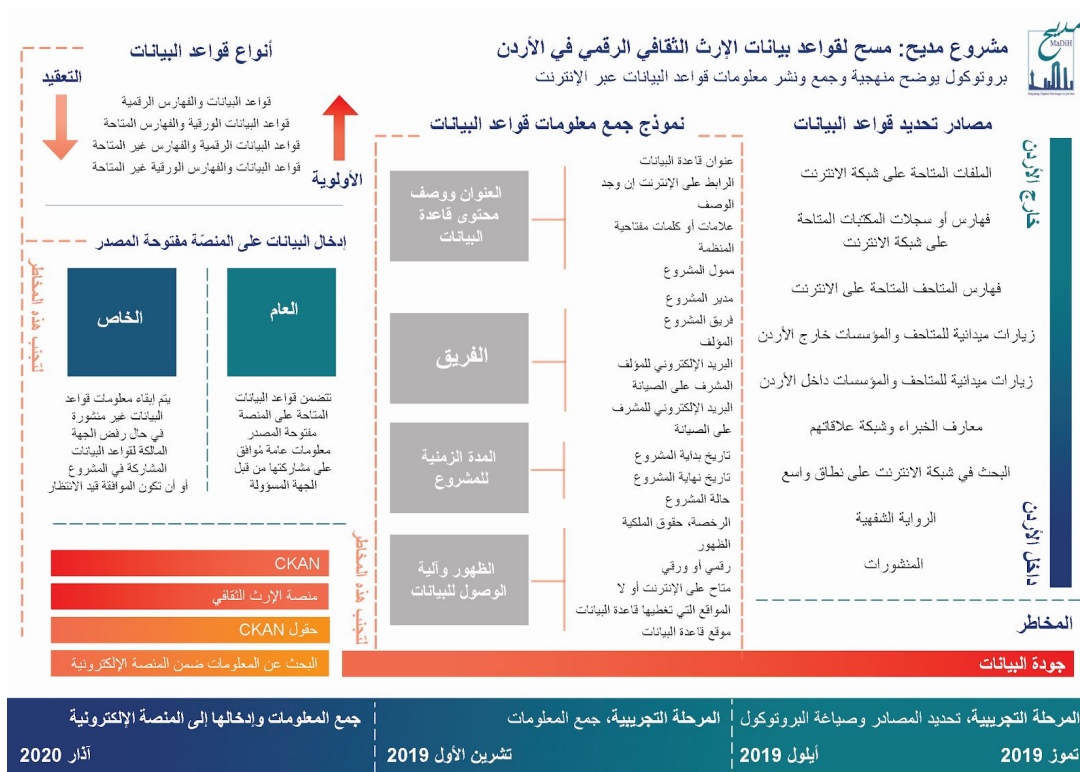 مديح
MaDiH
مشروع مديح: مسح لقواعد بيانات الإرث الثقافي الرقمي في الأردن
بروتوكول يوضح منهجية وجمع ونشر معلومات قواعد البيانات عبر الإنترنت
مصادر تحديد قواعد البيانات
خارج الأردن
الملفات المتاحة على شبكة الانترنت
فهارس أو سجلات المكتبات المتاحة
على شبكة الانترنت
فهارس المتاحف المتاحة على الانترنت
زيارات ميدانية للمتاحف والمؤسسات خارج الأردن
زيارات ميدانية للمتاحف والمؤسسات داخل الأردن
معارف الخبراء وشبكة علاقاتهم
البحث في شبكة الانترنت على نطاق واسع
الرواية الشفهية
المنشورات
داخل الأردن
المخاطر
جودة البيانات
نموذج جمع معلومات قواعد البيانات
العنوان ووصف
محتوى قاعدة
البيانات
عنوان قاعدة البيانات
الرابط على الإنترنت إن وجد
الوصف
علامات أو كلمات مفتاحية
المنظمة
ممول المشروع
الفريق
مدير المشروع
فريق المشروع
المؤلف
البريد الإلكتروني للمؤلف
المشرف على الصيانة
البريد الإلكتروني للمشرف
على الصيانة
المدة الزمنية
للمشروع
تاريخ بداية المشروع
تاريخ نهاية المشروع
حالة المشروع
الظهور وآلية
الوصول للبيانات
الرخصة، حقوق الملكية
الظهور
رقمي أو ورقي
متاح على الإنترنت أو لا
المواقع التي تغطيها قاعدة البيانات
موقع قاعدة البيانات
لتجنب هذه المخاطر
أنواع قواعد البيانات
التعقيد
قواعد البيانات والفهارس الرقمية
قواعد البيانات الورقية والفهارس المتاحة
قواعد البيانات الرقمية والفهارس غير المتاحة
قواعد البيانات والفهارس الورقية غير المتاحة
الأولوية
إدخال البيانات على المنصّة مفتوحة المصدر
العام
تتضمن قواعد البيانات
المتاحة على المنصة
مفتوحة المصدر
معلومات عامة مُوافق
على مشاركتها من قبل
الجهة المسؤولة
الخاص
يتم إبقاء معلومات قواعد
البيانات غير منشورة
في حال رفض الجهة
المالكة لقواعد البيانات
المشاركة في المشروع
أو أن تكون الموافقة قيد الانتظار
لتجنب هذه المخاطر
CKAN
منصة الإرث الثقافي
حقول CKAN
البحث عن المعلومات ضمن المنصة الإلكترونية
المرحلة التجريبية، تحديد المصادر وصياغة البروتوكول
تموز 2019
أيلول 2019
المرحلة التجريبية، جمع المعلومات
تشرين الأول 2019
جمع المعلومات وإدخالها إلى المنصة الإلكترونية
آذار 2020